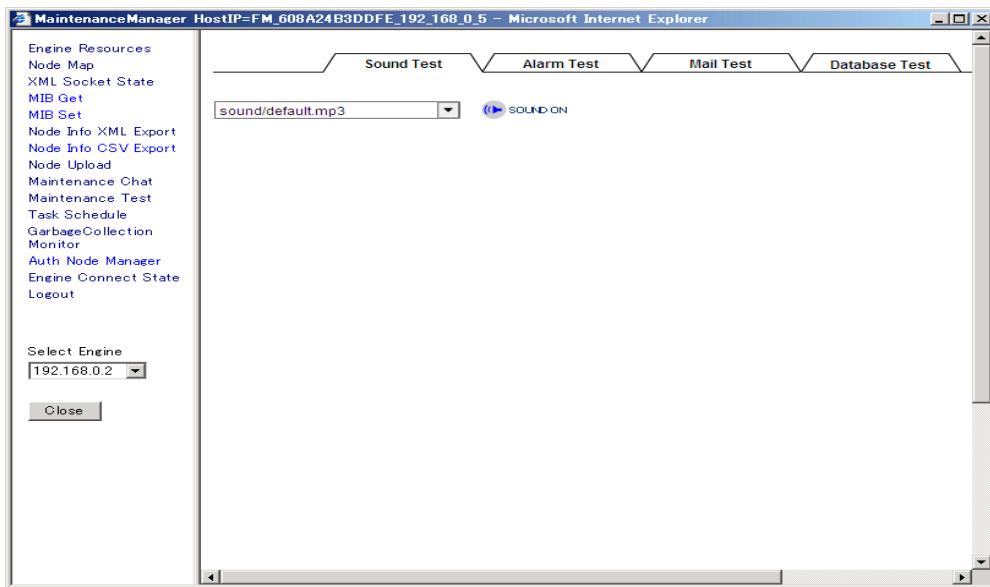 MaintenanceManager HostIP=FM_608A24B3DDFE_192_168_0_5 - Microsoft Internet Explorer
Engine Resources
Node Map
XML Socket State
MIB Get
MIB Set
Node Info XML Export
Node Info CSV Export
Node Upload
Maintenance Chat
Maintenance Test
Task Schedule
GarbageCollection
Monitor
Auth Node Manager
Engine Connect State
Logout
Select Engine
192.168.0.2
Close
Sound Test
Alarm Test
Mail Test
Database Test
sound/default.mp3
SOUND ON